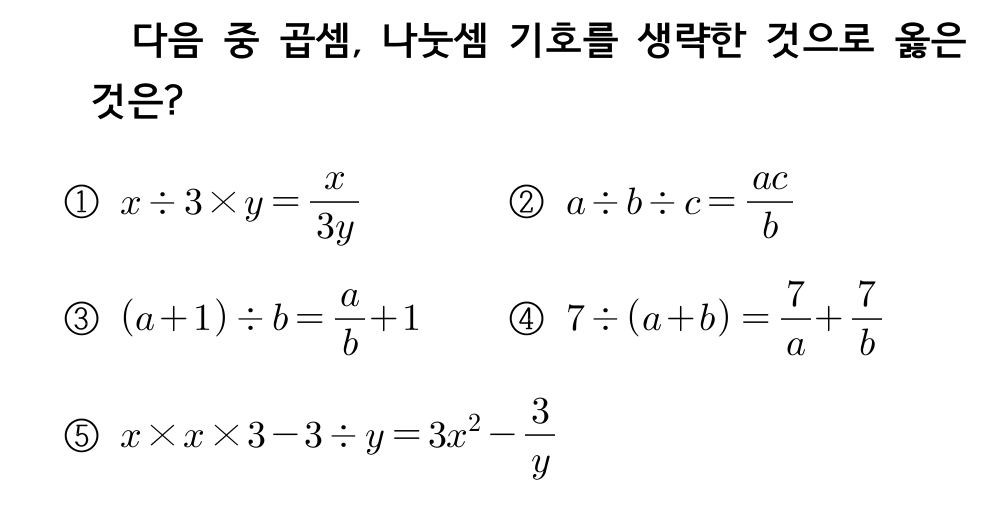 다음 중 곱셈, 나눗셈 기호를 생략한 것으로 옳은
것은?
① $x \div 3 \times y = \frac{x}{3y}$ ② $a \div b \div c = \frac{ac}{b}$
③ $(a+1) \div b = \frac{a}{b} + 1$ ④ $7 \div (a+b) = \frac{7}{a} + \frac{7}{b}$
⑤ $x \times x \times 3 - 3 \div y = 3x^2 - \frac{3}{y}$